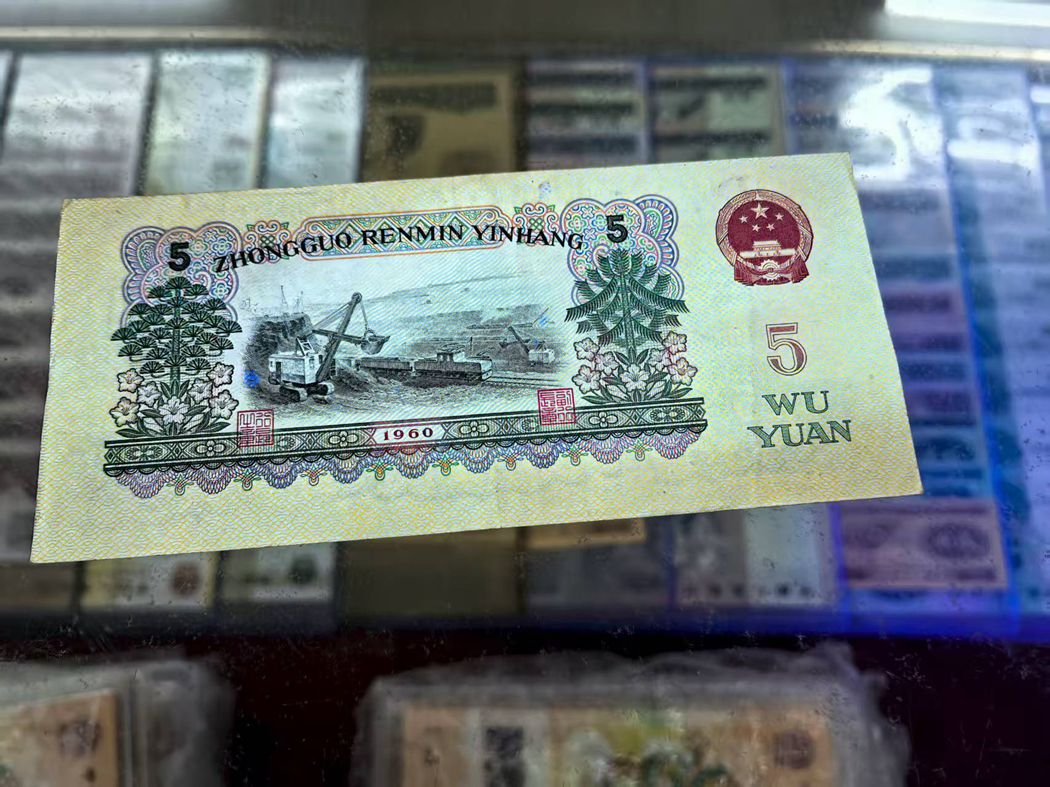 5 ZHONGGUO RENMIN YINHANG 5
5
WU
YUAN
1960